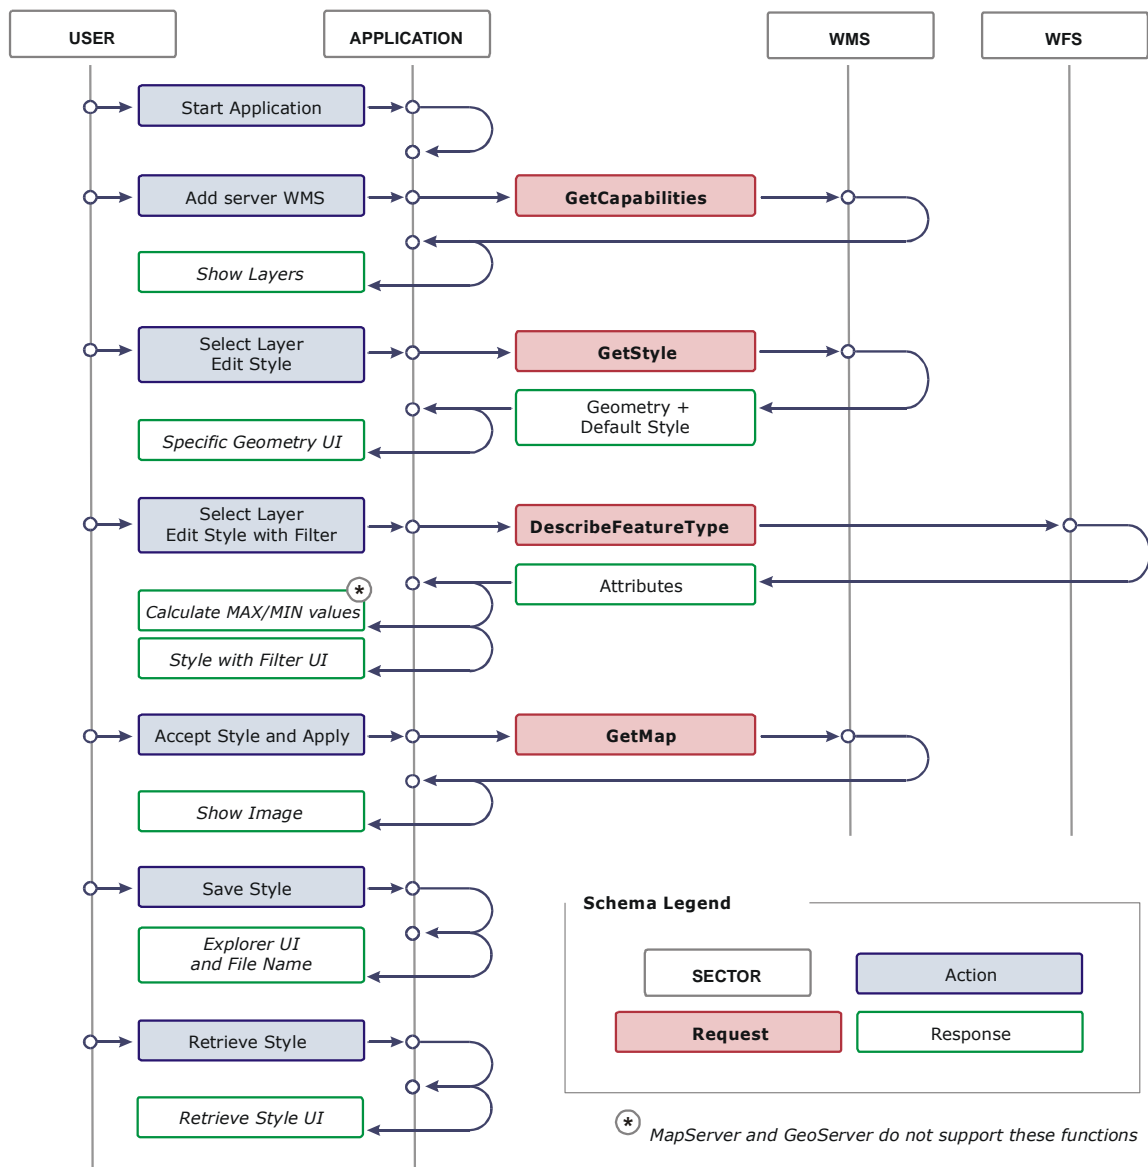 USER
APPLICATION
WMS
WFS
Start Application
Add server WMS
GetCapabilities
Show Layers
Select Layer
Edit Style
GetStyle
Geometry +
Default Style
Specific Geometry UI
Select Layer
Edit Style with Filter
DescribeFeatureType
Attributes
*
Calculate MAX/MIN values
Style with Filter UI
Accept Style and Apply
GetMap
Show Image
Save Style
Explorer UI
and File Name
Retrieve Style
Retrieve Style UI
Schema Legend
SECTOR
Action
Request
Response
* MapServer and GeoServer do not support these functions